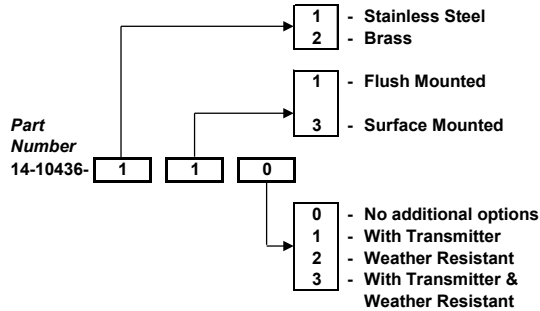 1 - Stainless Steel
2 - Brass
1 - Flush Mounted
3 - Surface Mounted
Part
Number
14-10436- 1 1 0
0 - No additional options
1 - With Transmitter
2 - Weather Resistant
3 - With Transmitter &
Weather Resistant